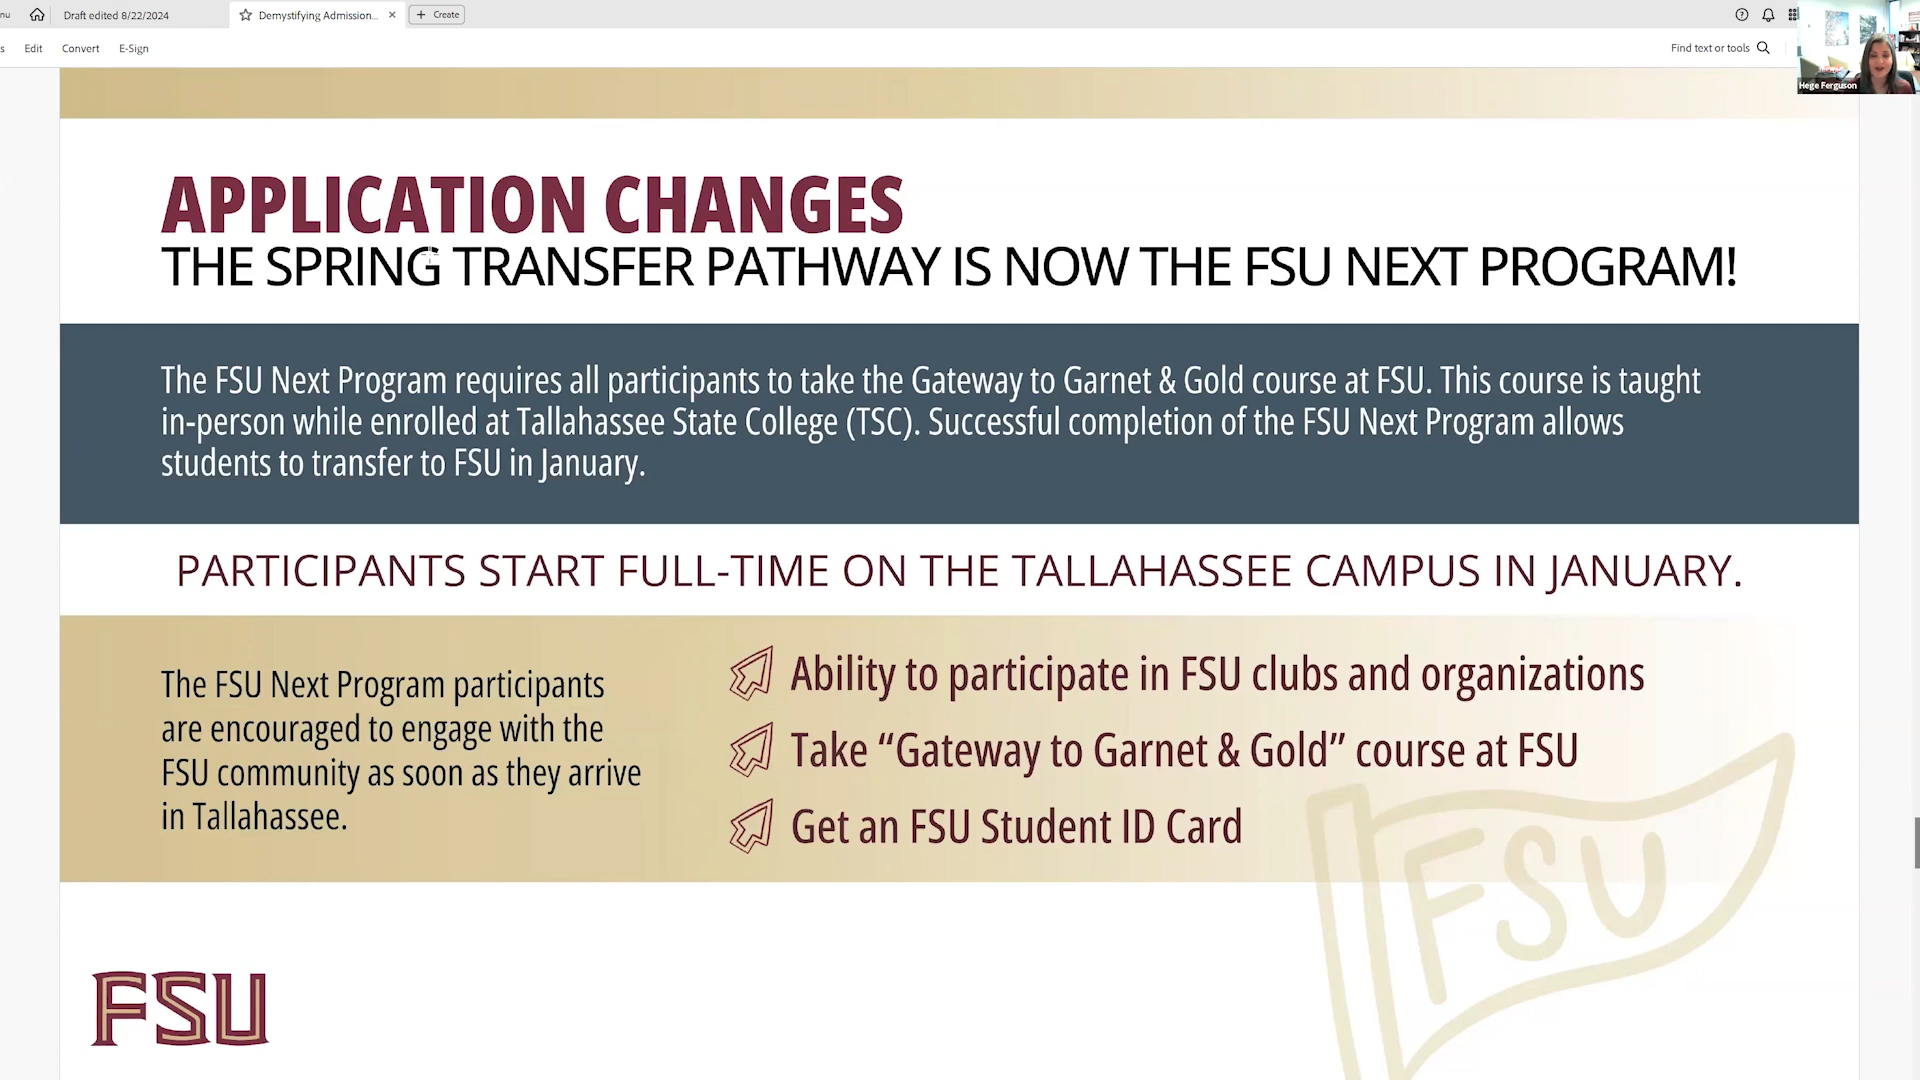 nu
Draft edited 8/22/2024
Demystifying Admission...
Create
s
Edit
Convert
E-Sign
Find text or tools
Hege Ferguson
APPLICATION CHANGES
THE SPRING TRANSFER PATHWAY IS NOW THE FSU NEXT PROGRAM!
The FSU Next Program requires all participants to take the Gateway to Garnet & Gold course at FSU. This course is taught
in-person while enrolled at Tallahassee State College (TSC). Successful completion of the FSU Next Program allows
students to transfer to FSU in January.
PARTICIPANTS START FULL-TIME ON THE TALLAHASSEE CAMPUS IN JANUARY.
The FSU Next Program participants
are encouraged to engage with the
FSU community as soon as they arrive
in Tallahassee.
Ability to participate in FSU clubs and organizations
Take “Gateway to Garnet & Gold” course at FSU
Get an FSU Student ID Card
FSU
FSU